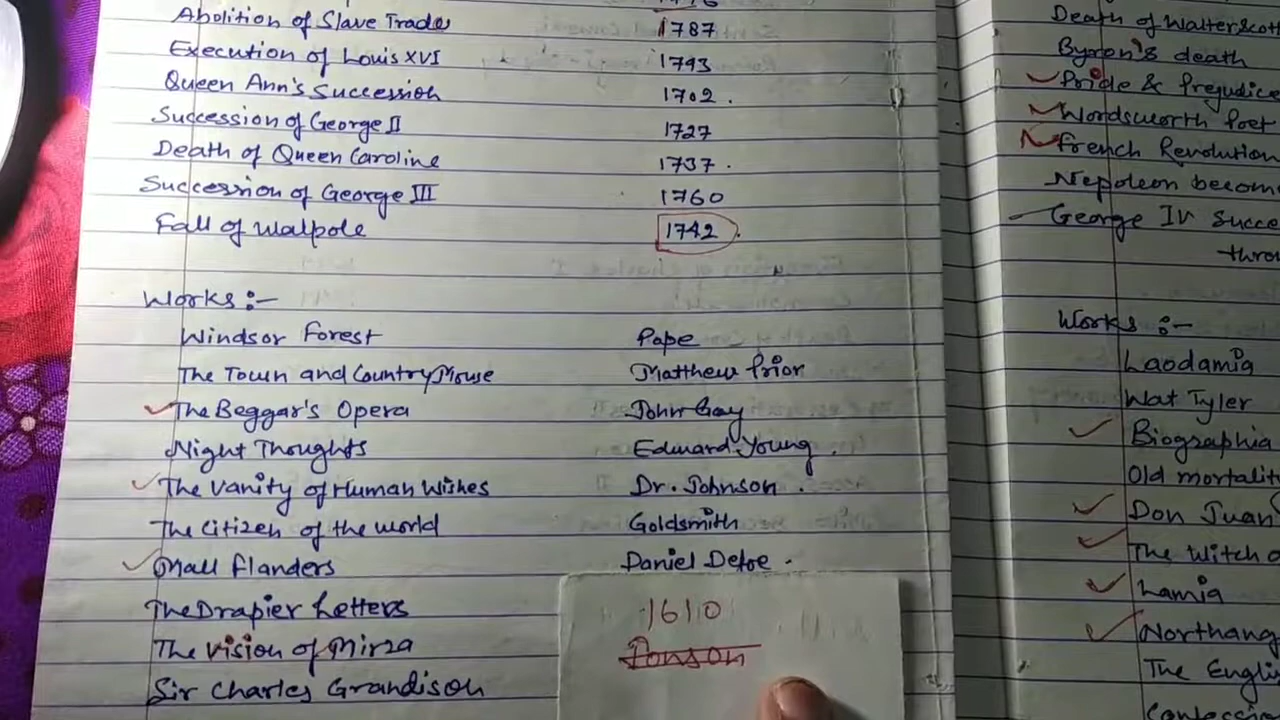 Abolition of Slave Trade 1787
Execution of Louis XVI 1793
Queen Ann's Succession 1702.
Succession of George II 1727
Death of Queen Caroline 1737.
Succession of George III 1760
Fall of Walpole 1742.
Works :-
Windsor Forest Pope
The Town and Country Mouse Matthew Prior
The Beggar's Opera John Gay
Night Thoughts Edward Young.
The Vanity of Human Wishes Dr. Johnson.
The Citizen of the World Goldsmith
Moll Flanders Daniel Defoe.
The Drapier Letters
The Vision of Mirza
Sir Charles Grandison
1610
Death of Walter Scott
Byron's death
Pride & Prejudice
Wordsworth Poet
French Revolution
Nepoleon becom
George IV Succe
thro
Works :-
Laodamia
Wat Tyler
Biographia
Old mortalit
Don Juan
The Witch o
Lamia
Northang
The Engli